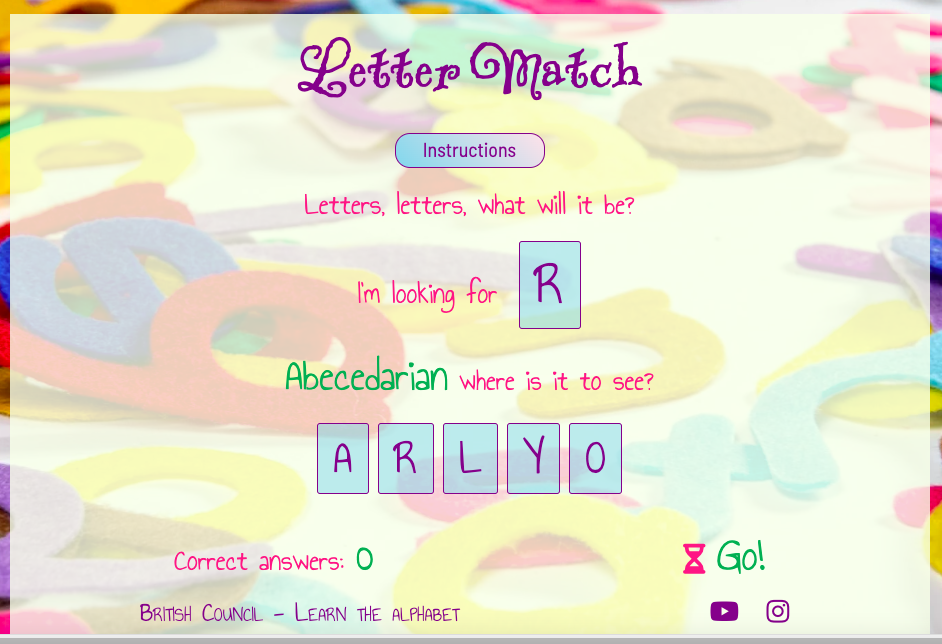 Letter Match
Instructions
Letters, letters, what will it be?
I'm looking for R
Abecedarian where is it to see?
A R L Y O
Correct answers: 0 Go!
British Council - Learn the alphabet